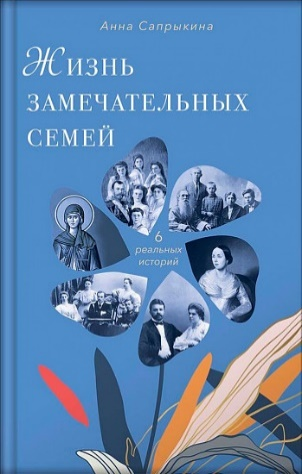 Анна Сапрыкина
Жизнь
замечательных
семей
6
реальных
историй